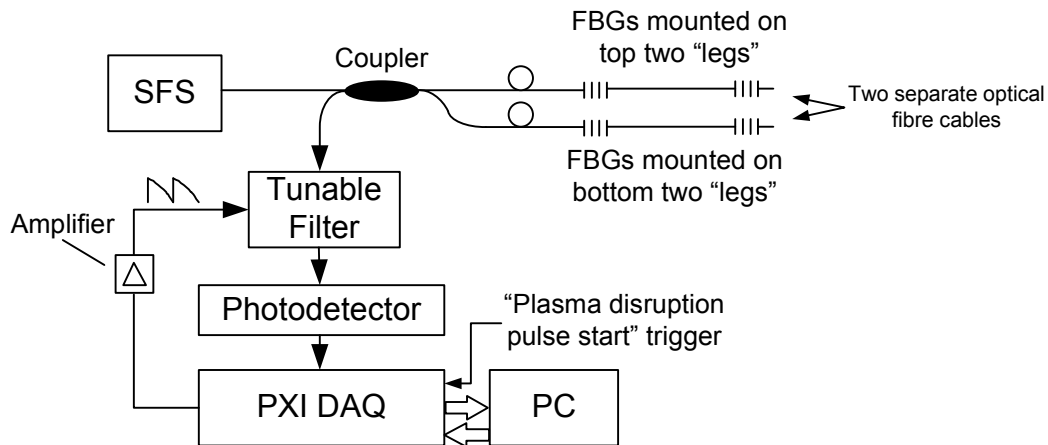 FBGs mounted on
top two “legs”
Coupler
SFS
Two separate optical
fibre cables
FBGs mounted on
bottom two “legs”
Tunable
Filter
Amplifier
Photodetector
“Plasma disruption
pulse start” trigger
PXI DAQ
PC